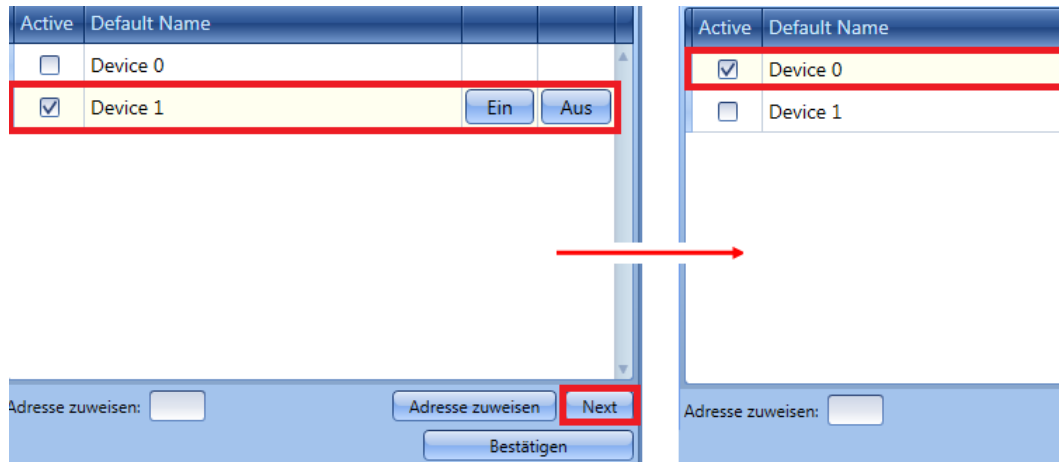 Active Default Name
Device 0
Device 1 Ein Aus
Adresse zuweisen: Adresse zuweisen Next
Bestätigen
Active Default Name
Device 0
Device 1
Adresse zuweisen: